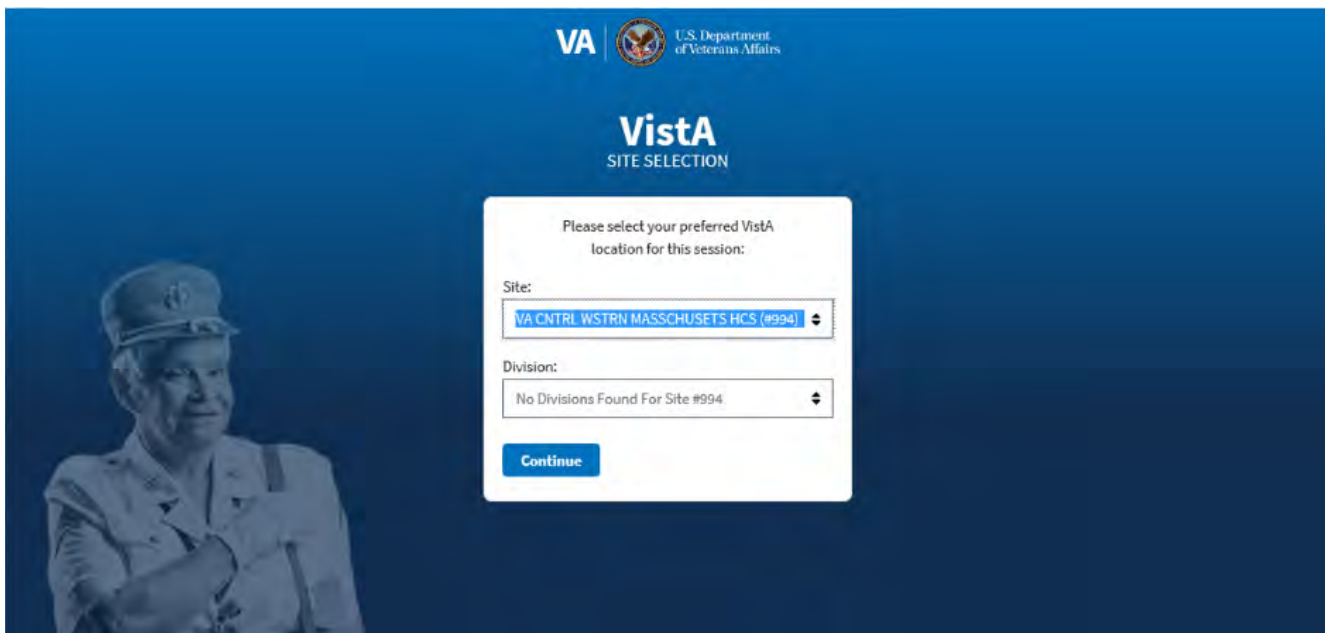 VA
U.S. Department
of Veterans Affairs
VistA
SITE SELECTION
Please select your preferred VistA
location for this session:
Site:
VA CNTRL WSTRN MASSCHUSETS HCS (#994)
Division:
No Divisions Found For Site #994
Continue